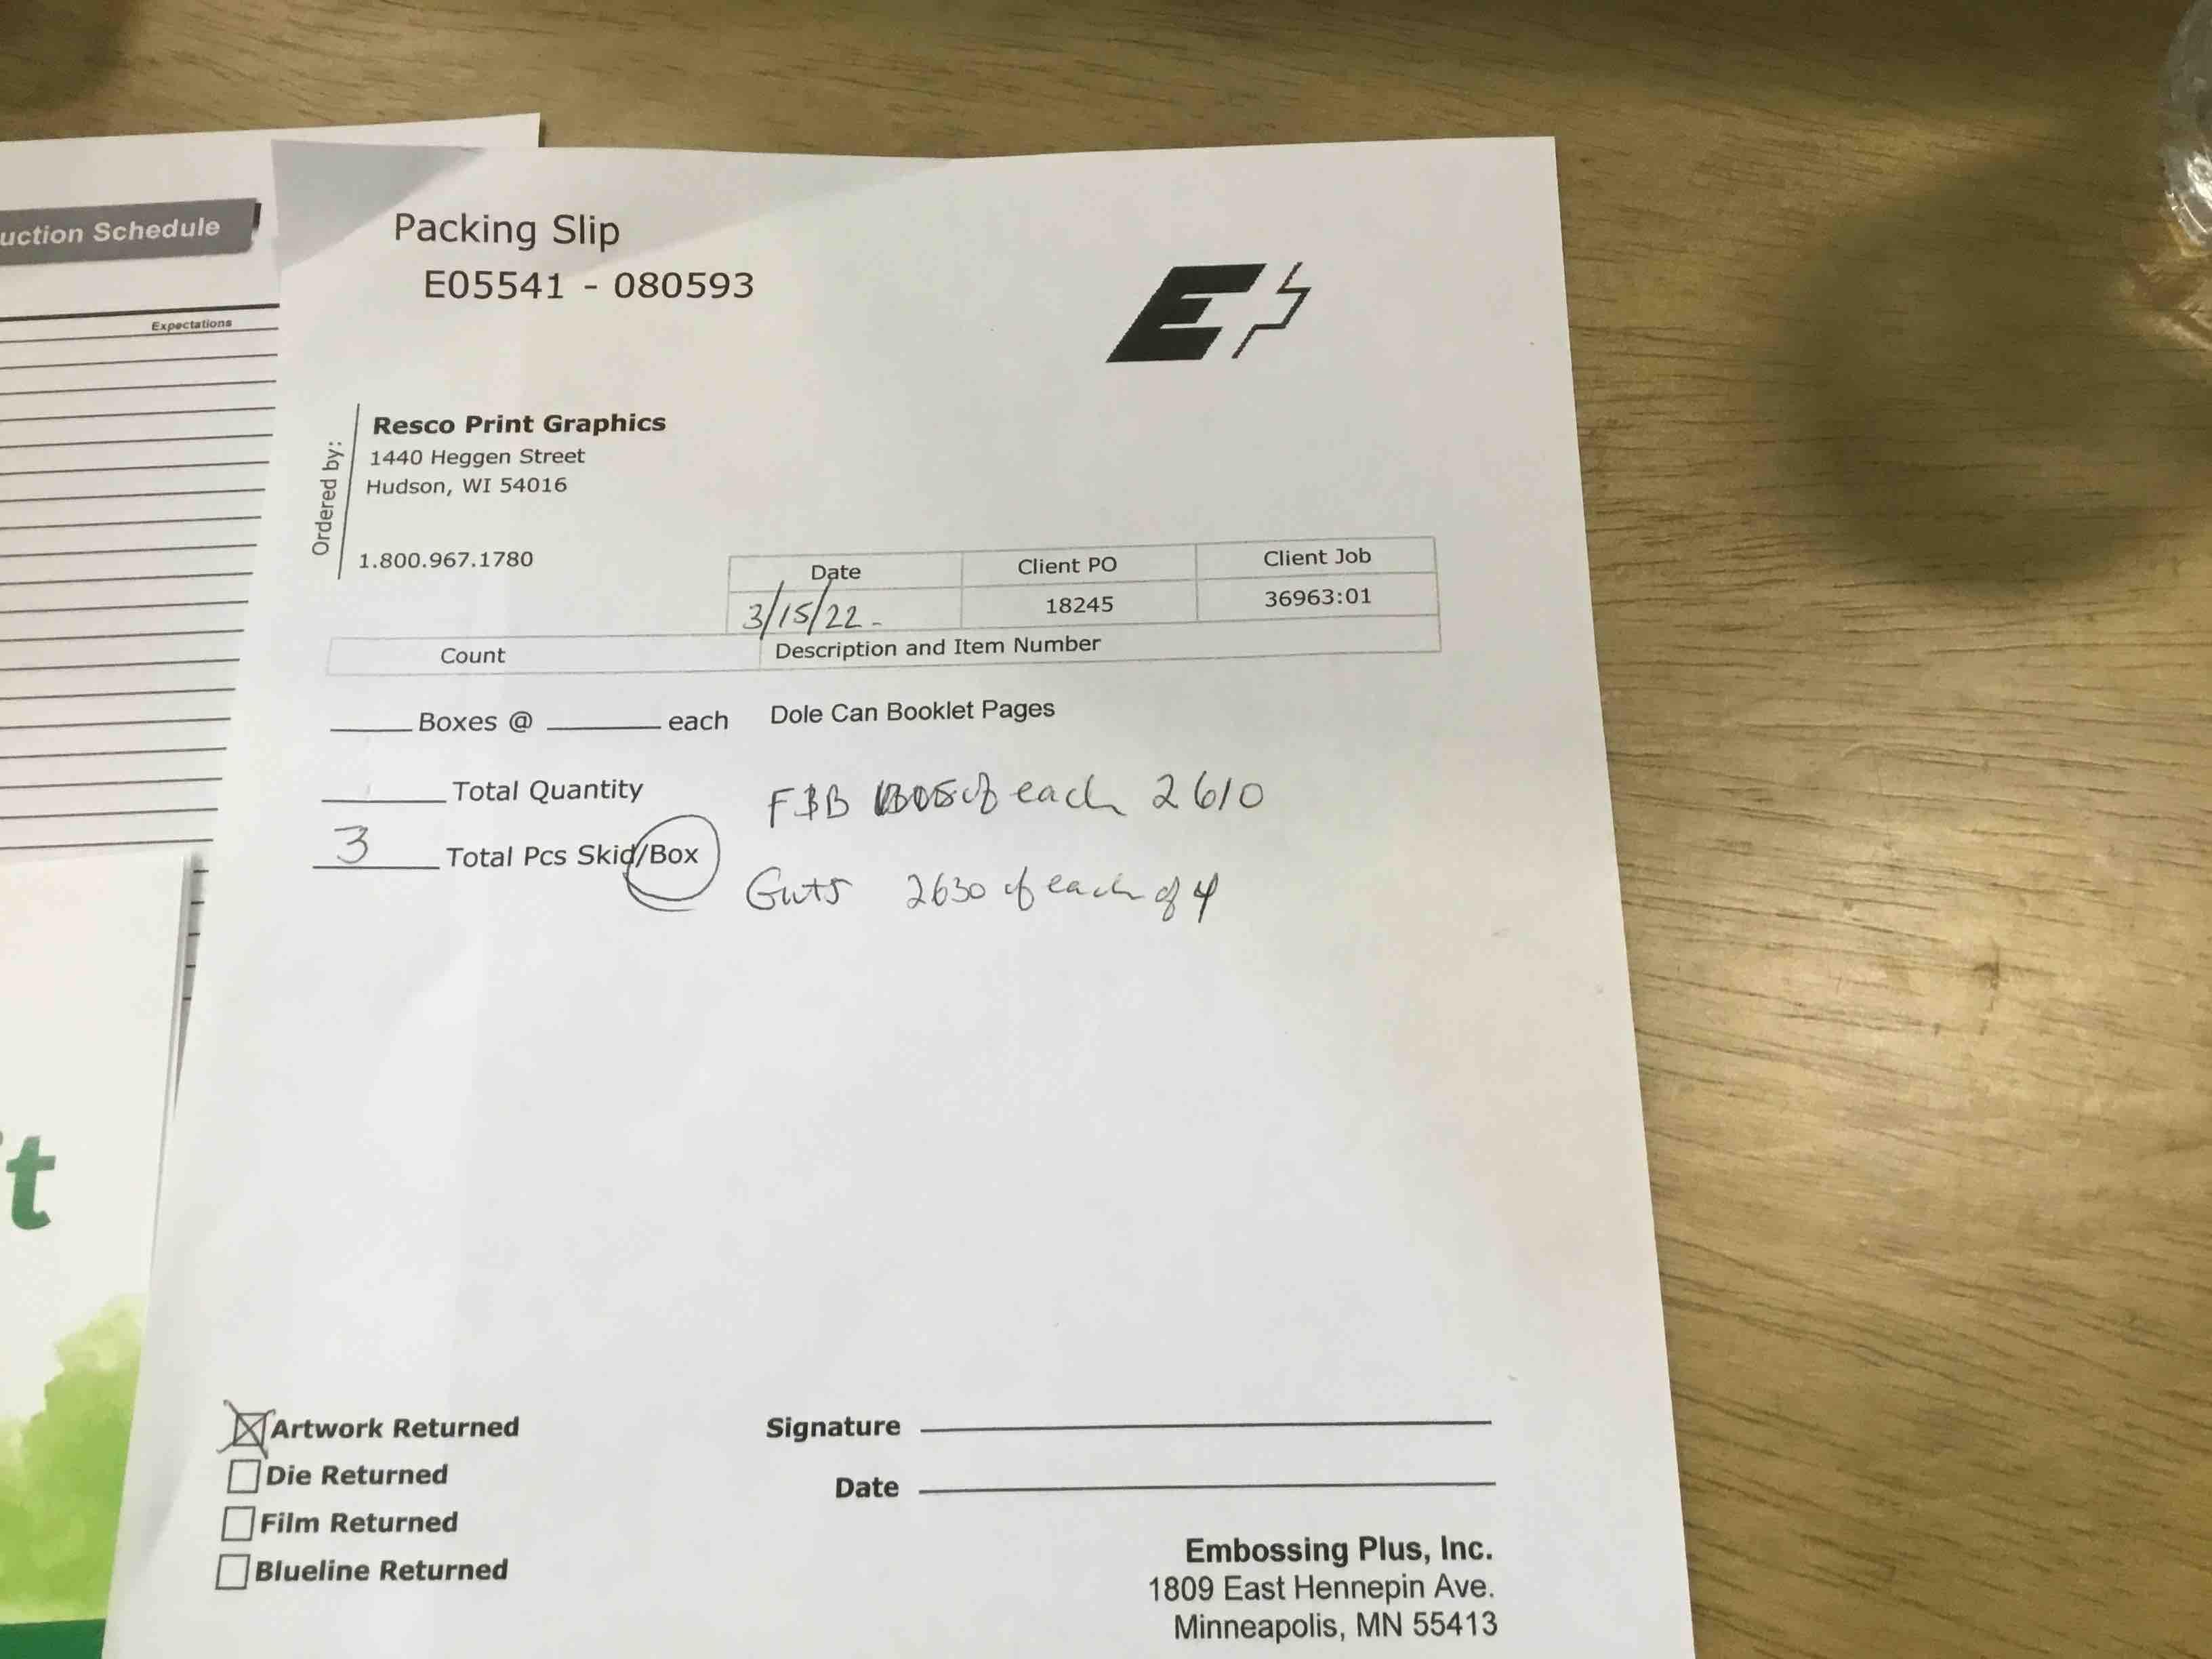 uction Schedule
Expectations
Packing Slip
E05541 - 080593
E
Ordered by:
Resco Print Graphics
1440 Heggen Street
Hudson, WI 54016
1.800.967.1780
Date Client PO Client Job
3/15/22 18245 36963:01
Count Description and Item Number
Boxes @ each Dole Can Booklet Pages
Total Quantity F&B of each 2610
3 Total Pcs Skid/Box
Guts 2630 of each of 4
t
Artwork Returned
Die Returned
Film Returned
Blueline Returned
Signature
Date
Embossing Plus, Inc.
1809 East Hennepin Ave.
Minneapolis, MN 55413